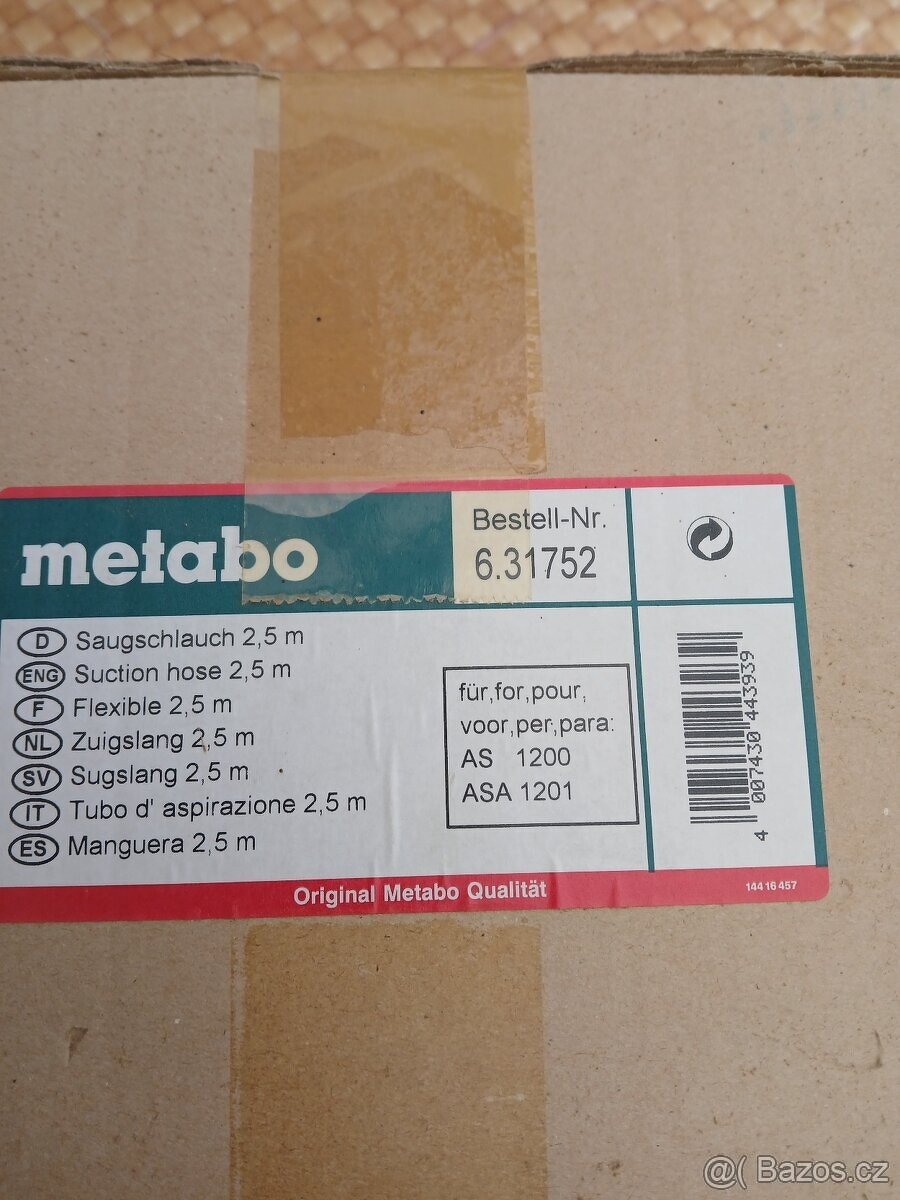 metabo
Bestell-Nr.
6.31752
D Saugschlauch 2,5 m
ENG Suction hose 2,5 m
F Flexible 2,5 m
NL Zuigslang 2,5 m
SV Sugslang 2,5 m
IT Tubo d' aspirazione 2,5 m
ES Manguera 2,5 m
für,for,pour,
voor,per,para:
AS 1200
ASA 1201
4 007430 443939
Original Metabo Qualität
144 16 457
@( Bazos.cz